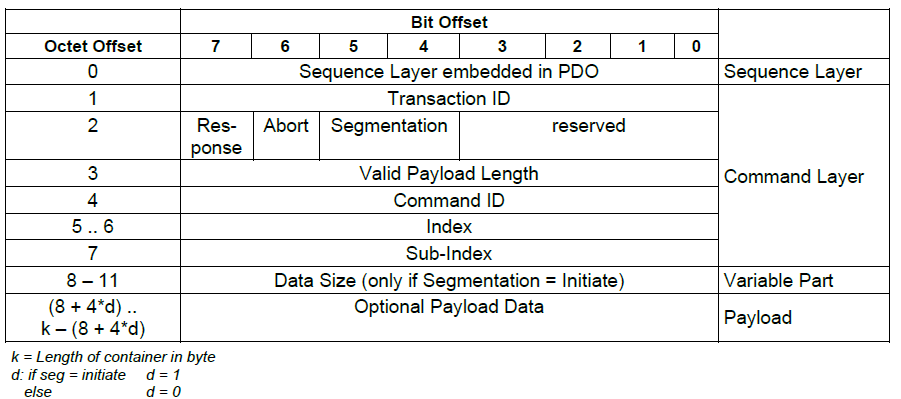 Bit Offset
Octet Offset 7 6 5 4 3 2 1 0
0 Sequence Layer embedded in PDO Sequence Layer
1 Transaction ID
2 Res- Abort Segmentation reserved
ponse
3 Valid Payload Length Command Layer
4 Command ID
5 .. 6 Index
7 Sub-Index
8 – 11 Data Size (only if Segmentation = Initiate) Variable Part
(8 + 4*d) .. Optional Payload Data Payload
k – (8 + 4*d)
k = Length of container in byte
d: if seg = initiate d = 1
else d = 0